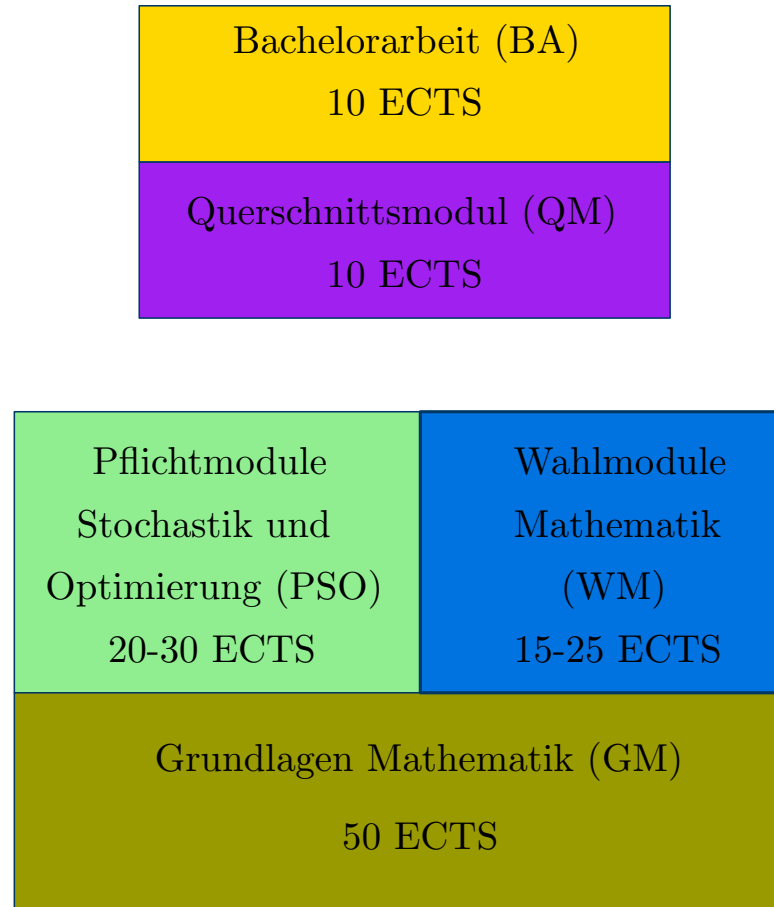 Bachelorarbeit (BA)
10 ECTS
Querschnittsmodul (QM)
10 ECTS
Pflichtmodule
Stochastik und
Optimierung (PSO)
20-30 ECTS
Wahlmodule
Mathematik
(WM)
15-25 ECTS
Grundlagen Mathematik (GM)
50 ECTS